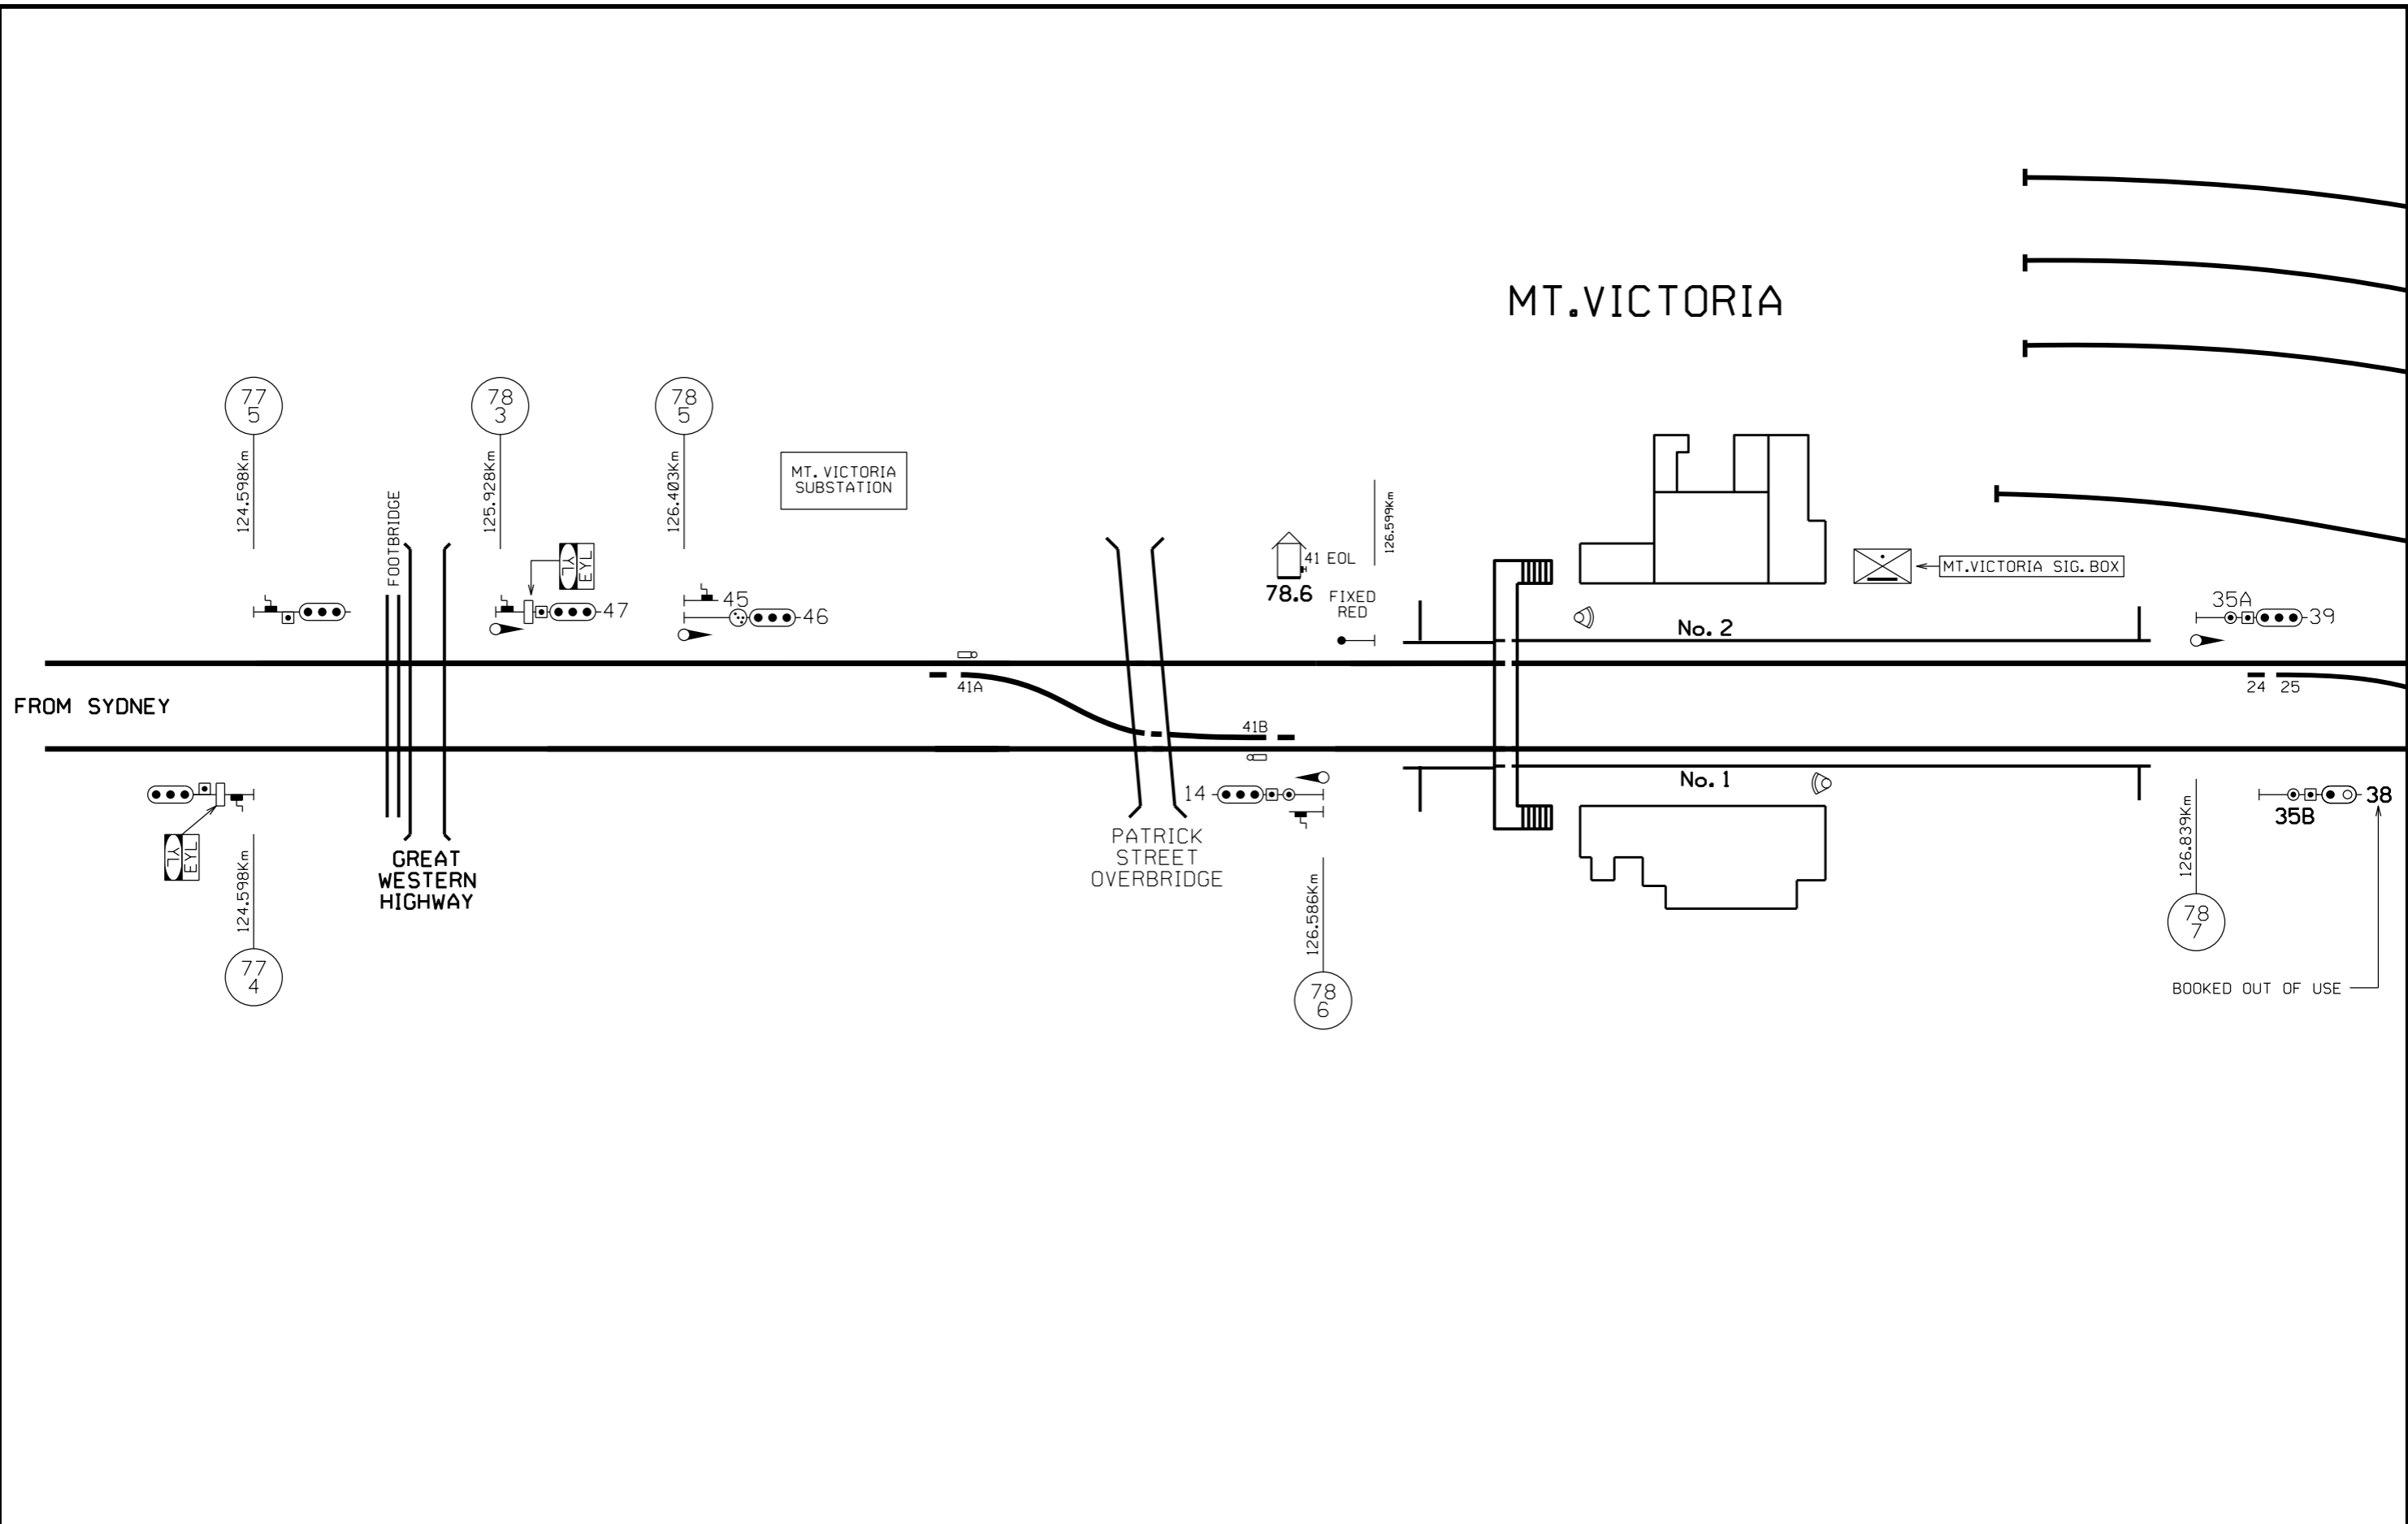 MT.VICTORIA
77
5
78
3
78
5
124.598Km
125.928Km
126.403Km
MT. VICTORIA
SUBSTATION
126.599Km
FOOTBRIDGE
YL
EYL
41 EOL
78.6
FIXED
RED
MT.VICTORIA SIG. BOX
47
45
46
No. 2
35A
39
41A
24 25
FROM SYDNEY
41B
No. 1
14
38
35B
YL
EYL
PATRICK
STREET
OVERBRIDGE
GREAT
WESTERN
HIGHWAY
124.598Km
126.586Km
126.839Km
78
7
77
4
78
6
BOOKED OUT OF USE